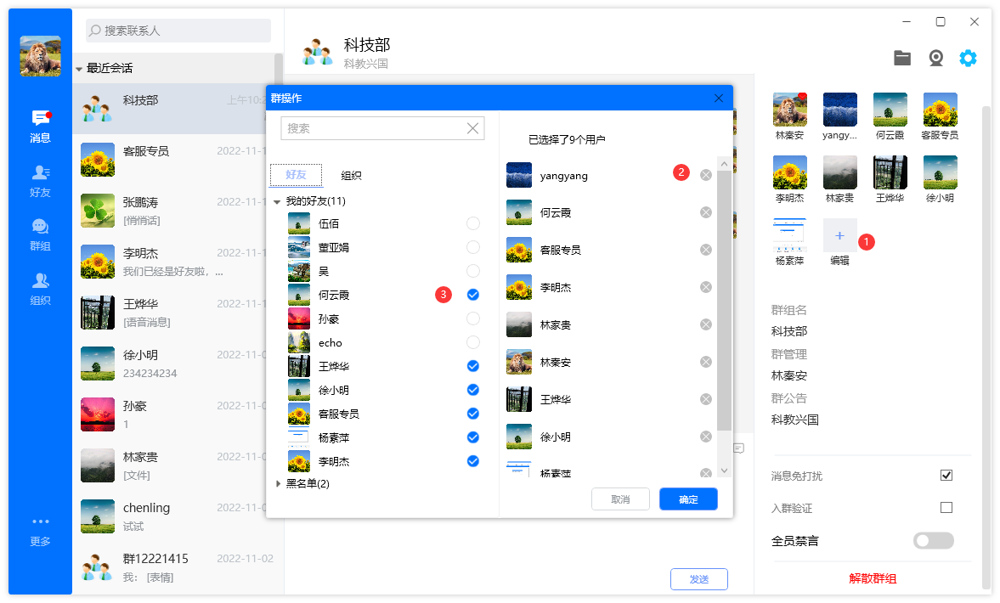 消息
好友
群组
组织
更多
搜索联系人
最近会话
科技部
上午10:2
客服专员
2022-11-1
张鹏涛
2022-11-1
[悄悄话]
李明杰
2022-11-1
我们已经是好友啦，...
王烨华
2022-11-0
[语音消息]
徐小明
2022-11-0
234234234
孙豪
2022-11-0
1
林家贵
2022-11-0
[文件]
chenling
2022-11-0
试试
群12221415
2022-11-02
我： [表情]
科技部
科教兴国
群操作
搜索
好友
组织
我的好友(11)
伍佰
董亚娟
吴
何云霞
3
孙豪
echo
王烨华
徐小明
客服专员
杨素萍
李明杰
黑名单(2)
已选择了9个用户
yangyang
2
何云霞
客服专员
李明杰
林家贵
林秦安
王烨华
徐小明
杨素萍
取消
确定
发送
林秦安
yangy...
何云霞
客服专员
李明杰
林家贵
王烨华
徐小明
杨素萍
编辑
1
群组名
科技部
群管理
林秦安
群公告
科教兴国
消息免打扰
入群验证
全员禁言
解散群组